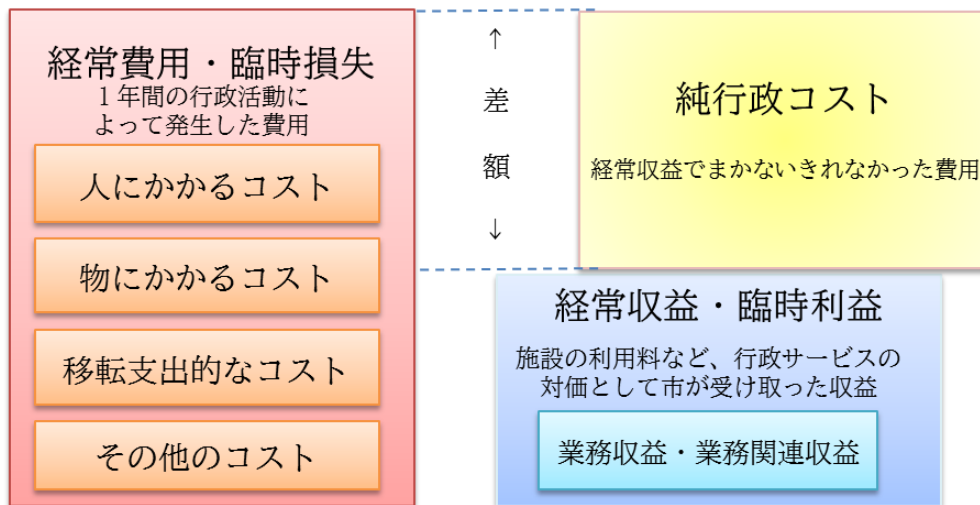 経常費用・臨時損失
１年間の行政活動に
よって発生した費用
人にかかるコスト
物にかかるコスト
移転支出的なコスト
その他のコスト
↑
差
額
↓
純行政コスト
経常収益でまかないきれなかった費用
経常収益・臨時利益
施設の利用料など、行政サービスの
対価として市が受け取った収益
業務収益・業務関連収益